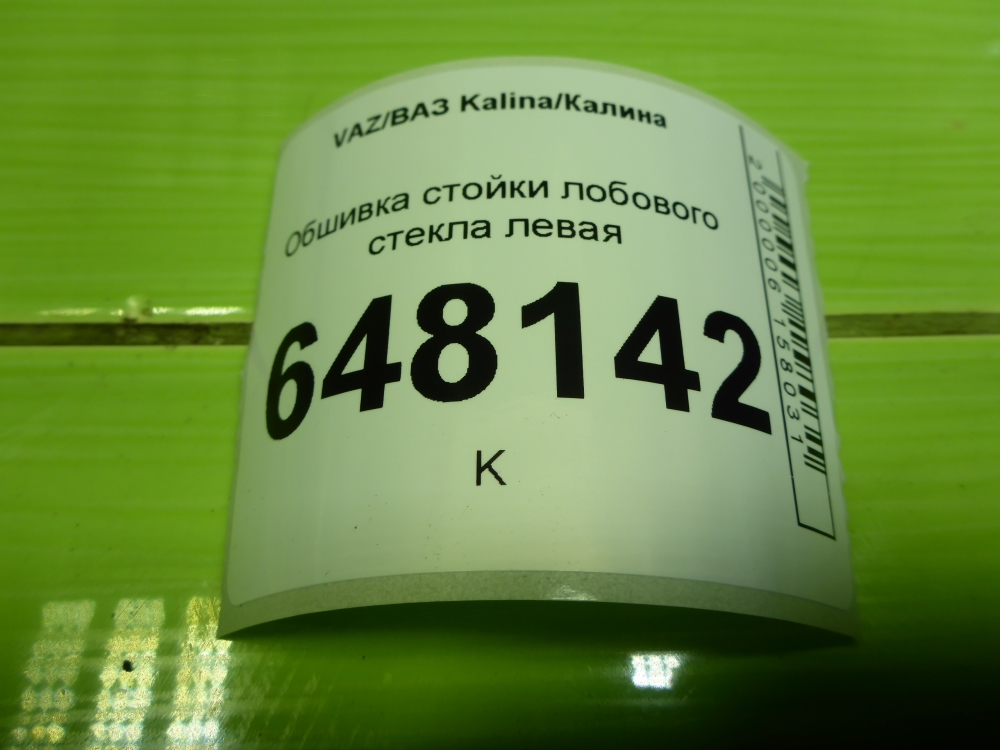 VAZ/ВАЗ Kalina/Калина
Обшивка стойки лобового
стекла левая
648142
К
2000006158031